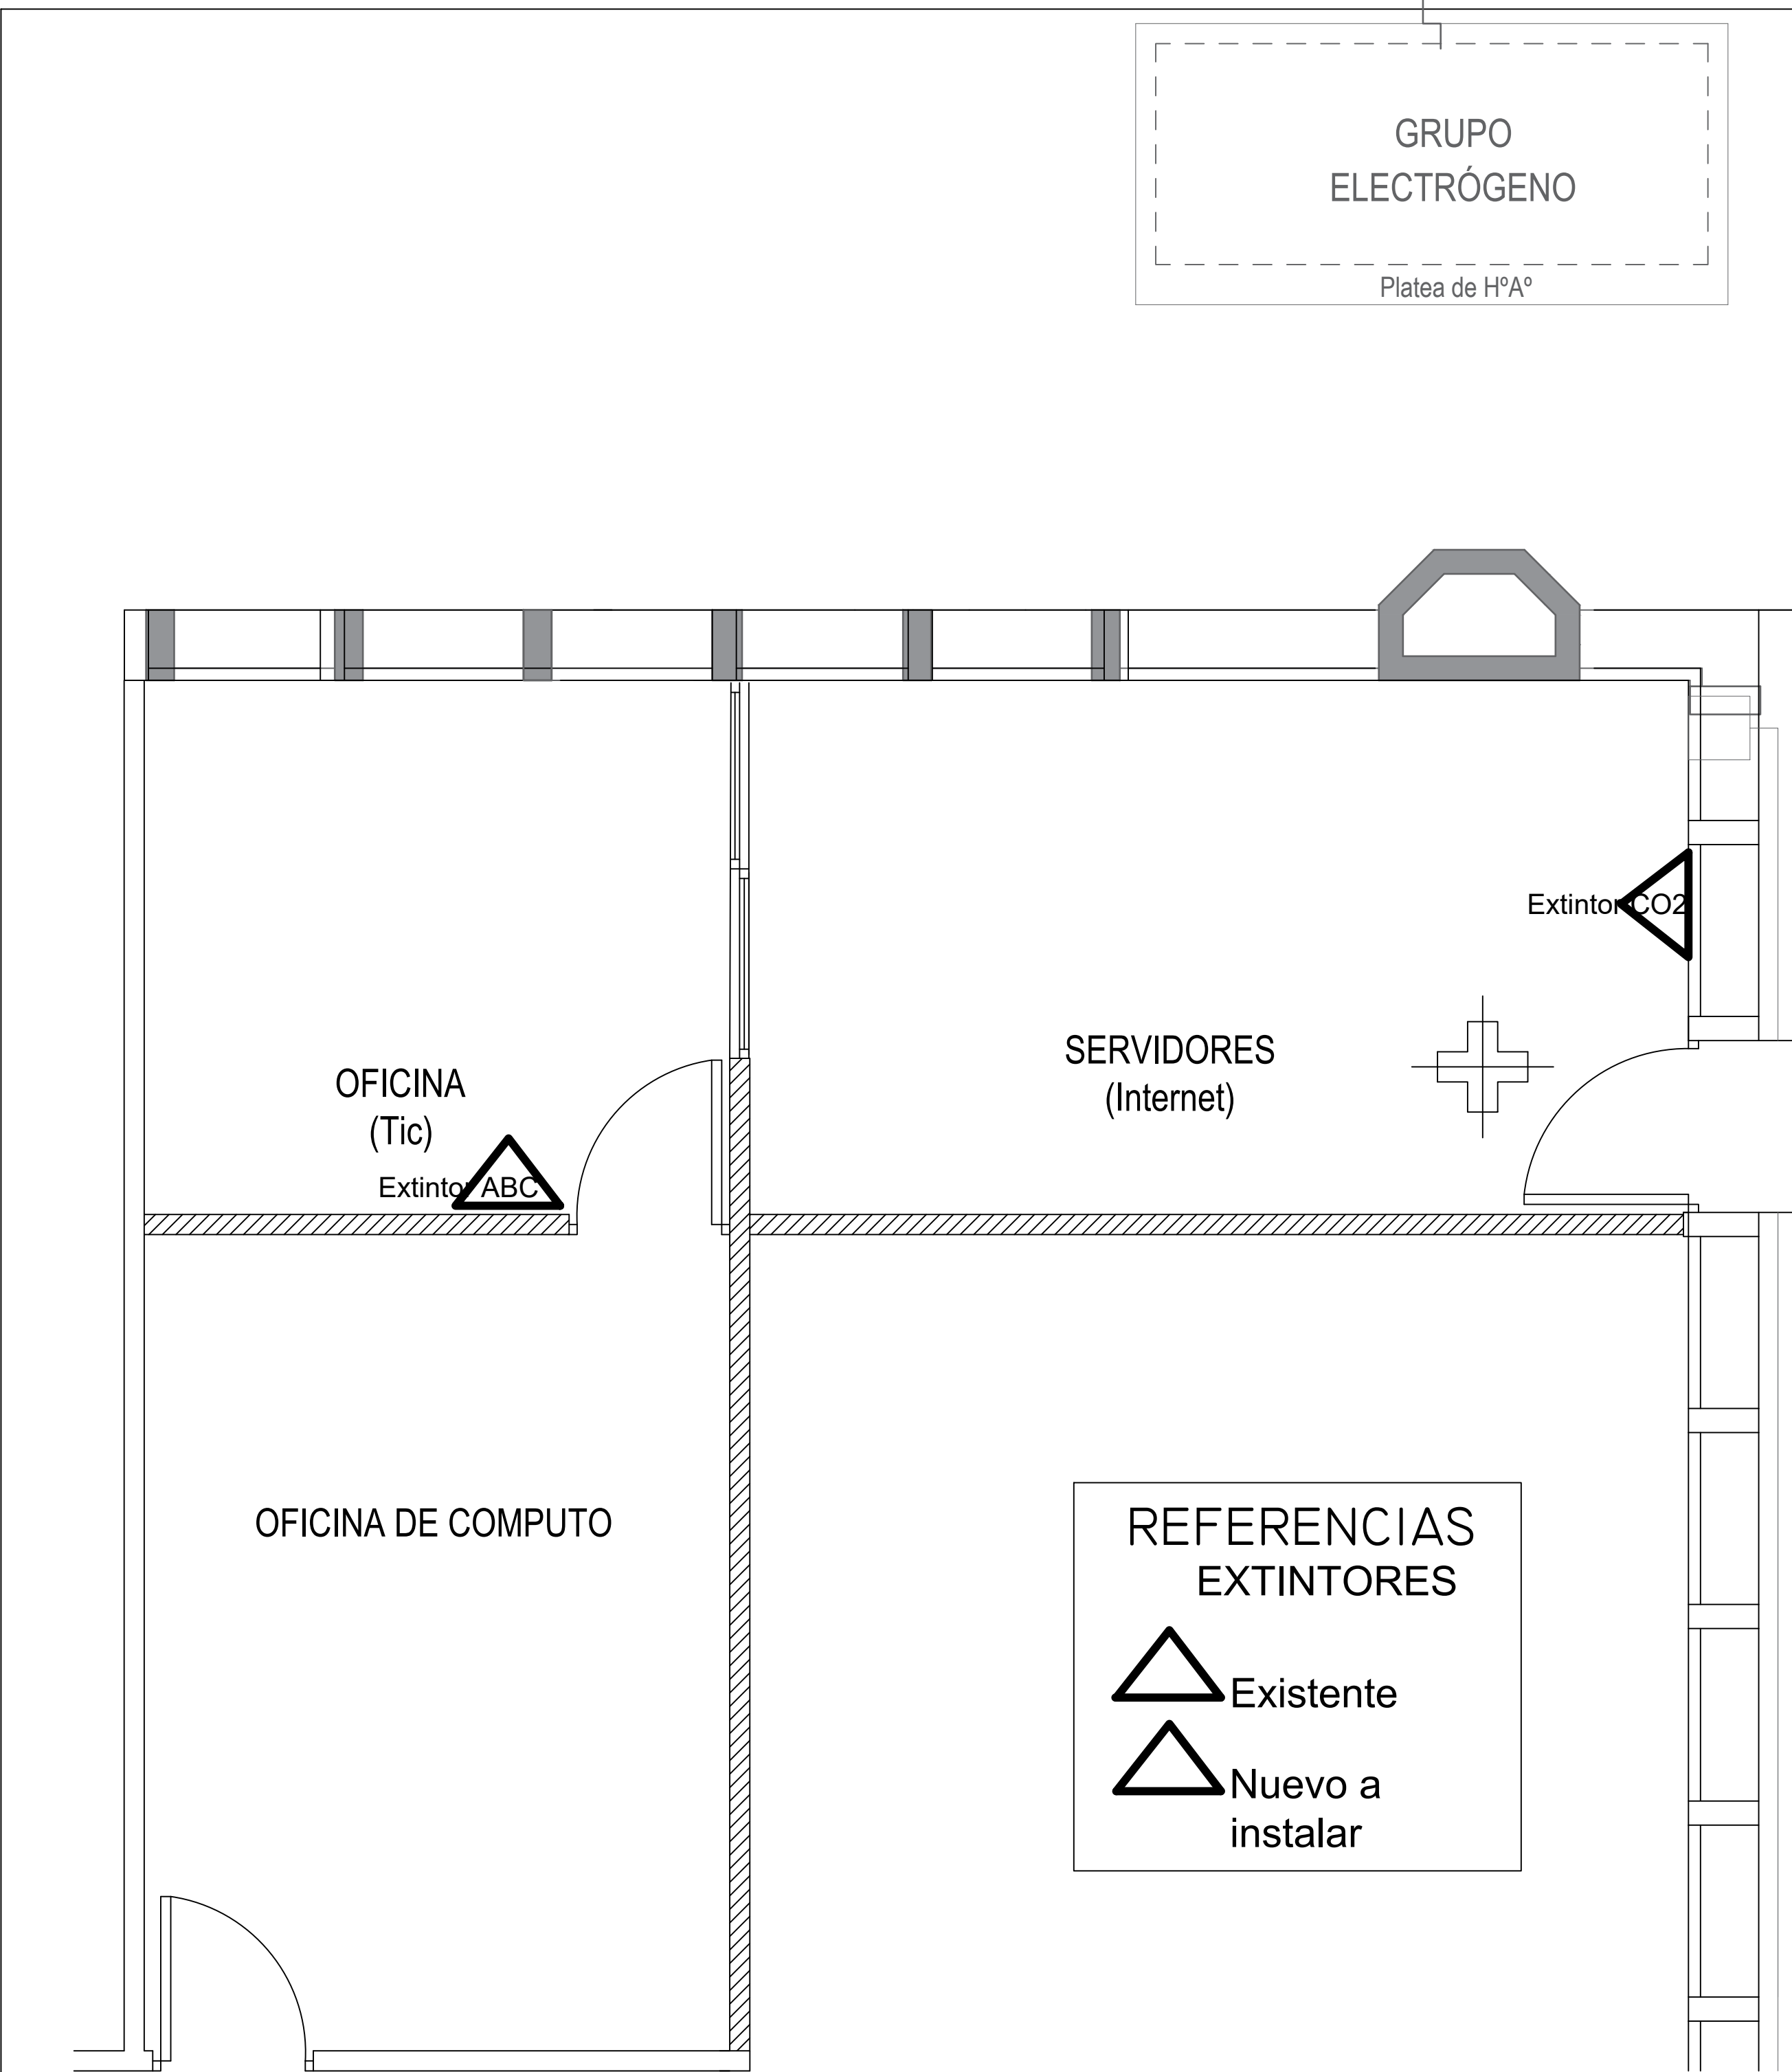 GRUPO
ELECTRÓGENO
Platea de HºAº
Extintor CO2
SERVIDORES
(Internet)
OFICINA
(Tic)
Extintor ABC
OFICINA DE COMPUTO
REFERENCIAS
EXTINTORES
Existente
Nuevo a
instalar